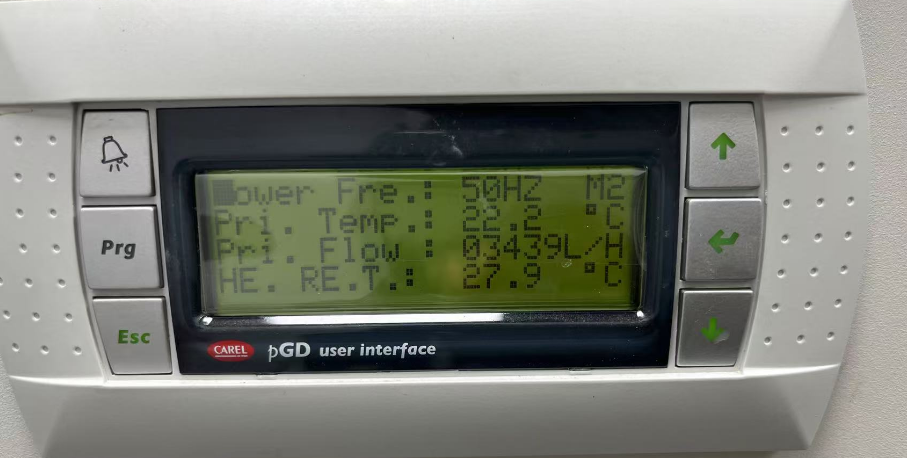 Power Fre.: 50HZ M2
Pri. Temp.: 22.2 °C
Pri. Flow : 03439L/H
HE. RE.T.: 27.9 °C
Prg
Esc
CAREL pGD user interface